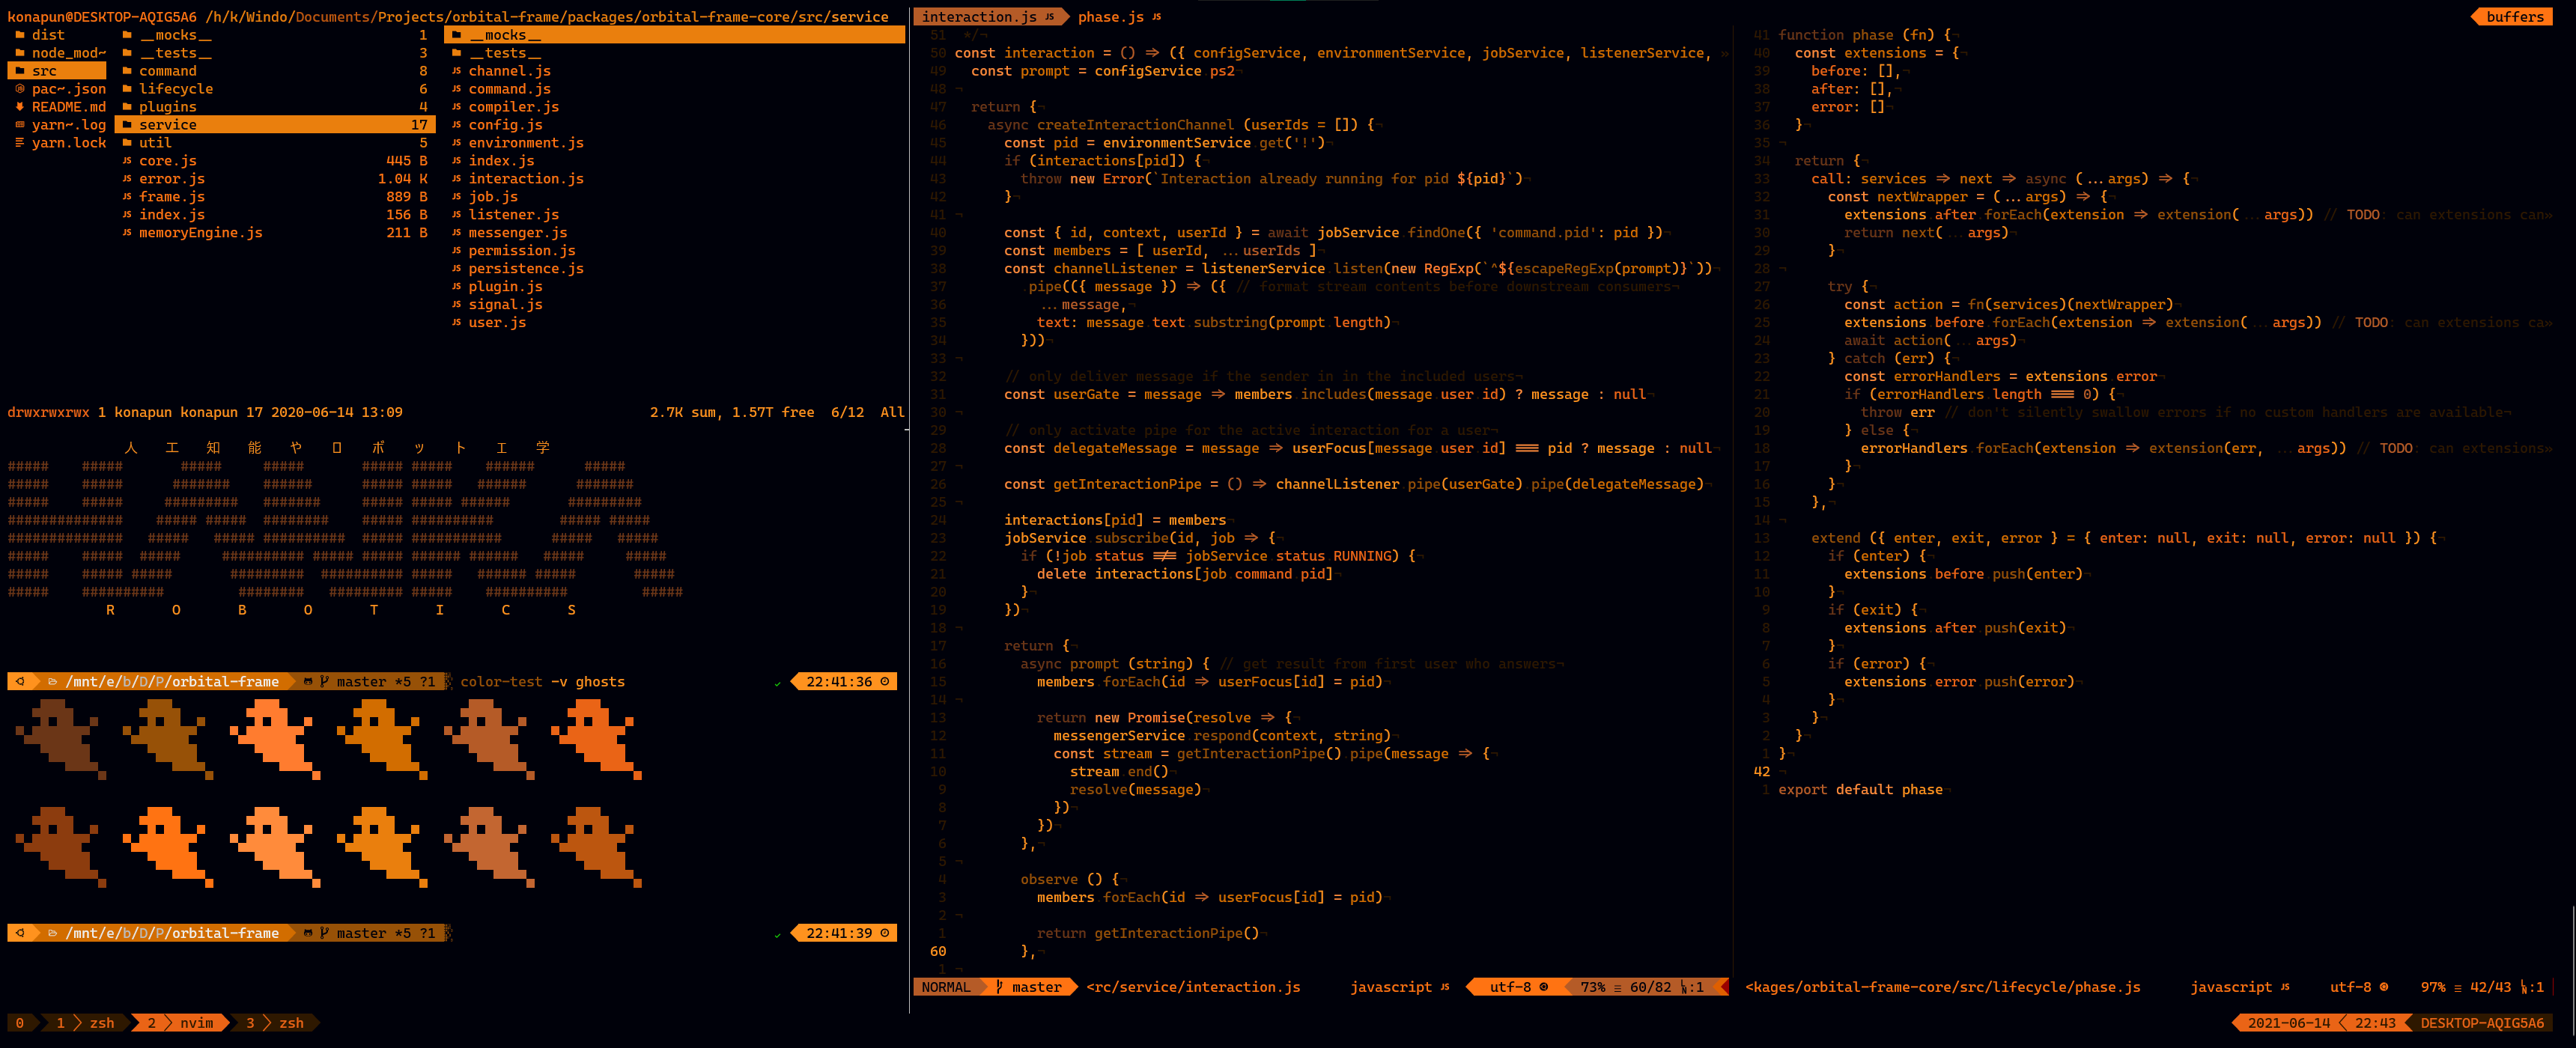 konapun@DESKTOP-AQIG5A6 /h/k/Windo/Documents/Projects/orbital-frame/packages/orbital-frame-core/src/service
dist
node_mod~
src
pac~.json
README.md
yarn~.log
yarn.lock
__mocks__ 1
__tests__ 3
command 8
lifecycle 6
plugins 4
service 17
util 5
core.js 445 B
error.js 1.04 K
frame.js 889 B
index.js 156 B
memoryEngine.js 211 B
__mocks__
__tests__
channel.js
command.js
compiler.js
config.js
environment.js
index.js
interaction.js
job.js
listener.js
messenger.js
permission.js
persistence.js
plugin.js
signal.js
user.js
drwxrwxrwx 1 konapun konapun 17 2020-06-14 13:09 2.7K sum, 1.57T free 6/12 All
人 工 知 能 や ロ ボ ッ ト 工 学
R O B O T I C S
/mnt/e/b/D/P/orbital-frame master *5 ?1 color-test -v ghosts ✓ 22:41:36
/mnt/e/b/D/P/orbital-frame master *5 ?1 ✓ 22:41:39
0 1 zsh 2 nvim 3 zsh
interaction.js JS phase.js JS buffers
51 */¬
50 const interaction = () ⇒ ({ configService, environmentService, jobService, listenerService, »
49 const prompt = configService.ps2¬
48 ¬
47 return {¬
46 async createInteractionChannel (userIds = []) {¬
45 const pid = environmentService.get('!')¬
44 if (interactions[pid]) {¬
43 throw new Error(`Interaction already running for pid ${pid}`)¬
42 }¬
41 ¬
40 const { id, context, userId } = await jobService.findOne({ 'command.pid': pid })¬
39 const members = [ userId, ...userIds ]¬
38 const channelListener = listenerService.listen(new RegExp(`^${escapeRegExp(prompt)}`))¬
37 .pipe(({ message }) ⇒ ({ // format stream contents before downstream consumers¬
36 ...message,¬
35 text: message.text.substring(prompt.length)¬
34 }))¬
33 ¬
32 // only deliver message if the sender in in the included users¬
31 const userGate = message ⇒ members.includes(message.user.id) ? message : null¬
30 ¬
29 // only activate pipe for the active interaction for a user¬
28 const delegateMessage = message ⇒ userFocus[message.user.id] === pid ? message : null¬
27 ¬
26 const getInteractionPipe = () ⇒ channelListener.pipe(userGate).pipe(delegateMessage)¬
25 ¬
24 interactions[pid] = members¬
23 jobService.subscribe(id, job ⇒ {¬
22 if (!job.status !== jobService.status.RUNNING) {¬
21 delete interactions[job.command.pid]¬
20 }¬
19 })¬
18 ¬
17 return {¬
16 async prompt (string) { // get result from first user who answers¬
15 members.forEach(id ⇒ userFocus[id] = pid)¬
14 ¬
13 return new Promise(resolve ⇒ {¬
12 messengerService.respond(context, string)¬
11 const stream = getInteractionPipe().pipe(message ⇒ {¬
10 stream.end()¬
9 resolve(message)¬
8 })¬
7 })¬
6 },¬
5 ¬
4 observe () {¬
3 members.forEach(id ⇒ userFocus[id] = pid)¬
2 ¬
1 return getInteractionPipe()¬
60 },¬
1 ¬
NORMAL master <rc/service/interaction.js javascript JS utf-8 73% ≡ 60/82 :1
41 function phase (fn) {¬
40 const extensions = {¬
39 before: [],¬
38 after: [],¬
37 error: []¬
36 }¬
35 ¬
34 return {¬
33 call: services ⇒ next ⇒ async (...args) ⇒ {¬
32 const nextWrapper = (...args) ⇒ {¬
31 extensions.after.forEach(extension ⇒ extension(...args)) // TODO: can extensions can»
30 return next(...args)¬
29 }¬
28 ¬
27 try {¬
26 const action = fn(services)(nextWrapper)¬
25 extensions.before.forEach(extension ⇒ extension(...args)) // TODO: can extensions ca»
24 await action(...args)¬
23 } catch (err) {¬
22 const errorHandlers = extensions.error¬
21 if (errorHandlers.length === 0) {¬
20 throw err // don't silently swallow errors if no custom handlers are available¬
19 } else {¬
18 errorHandlers.forEach(extension ⇒ extension(err, ...args)) // TODO: can extensions»
17 }¬
16 }¬
15 },¬
14 ¬
13 extend ({ enter, exit, error } = { enter: null, exit: null, error: null }) {¬
12 if (enter) {¬
11 extensions.before.push(enter)¬
10 }¬
9 if (exit) {¬
8 extensions.after.push(exit)¬
7 }¬
6 if (error) {¬
5 extensions.error.push(error)¬
4 }¬
3 }¬
2 }¬
1 }¬
42 ¬
1 export default phase¬
<kages/orbital-frame-core/src/lifecycle/phase.js javascript JS utf-8 97% ≡ 42/43 :1
2021-06-14 22:43 DESKTOP-AQIG5A6